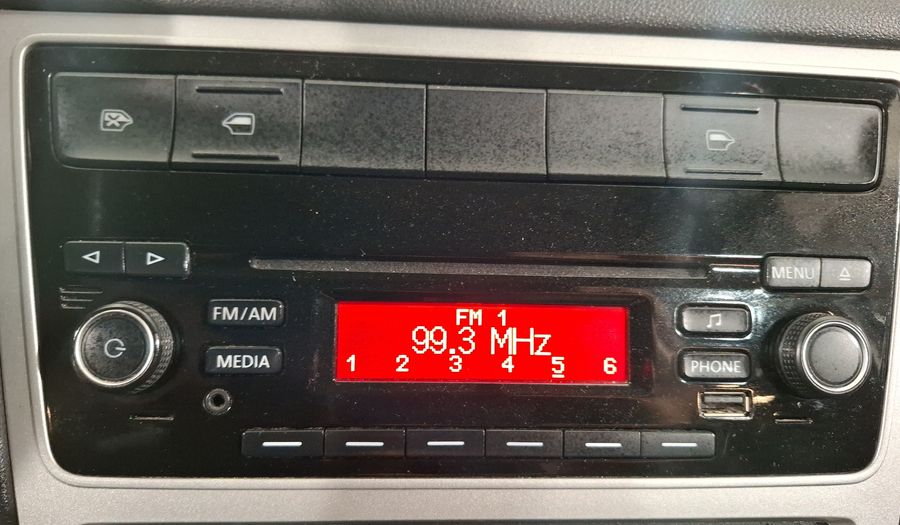 MENU
FM/AM
FM 1
99.3 MHz
MEDIA
1 2 3 4 5 6
PHONE